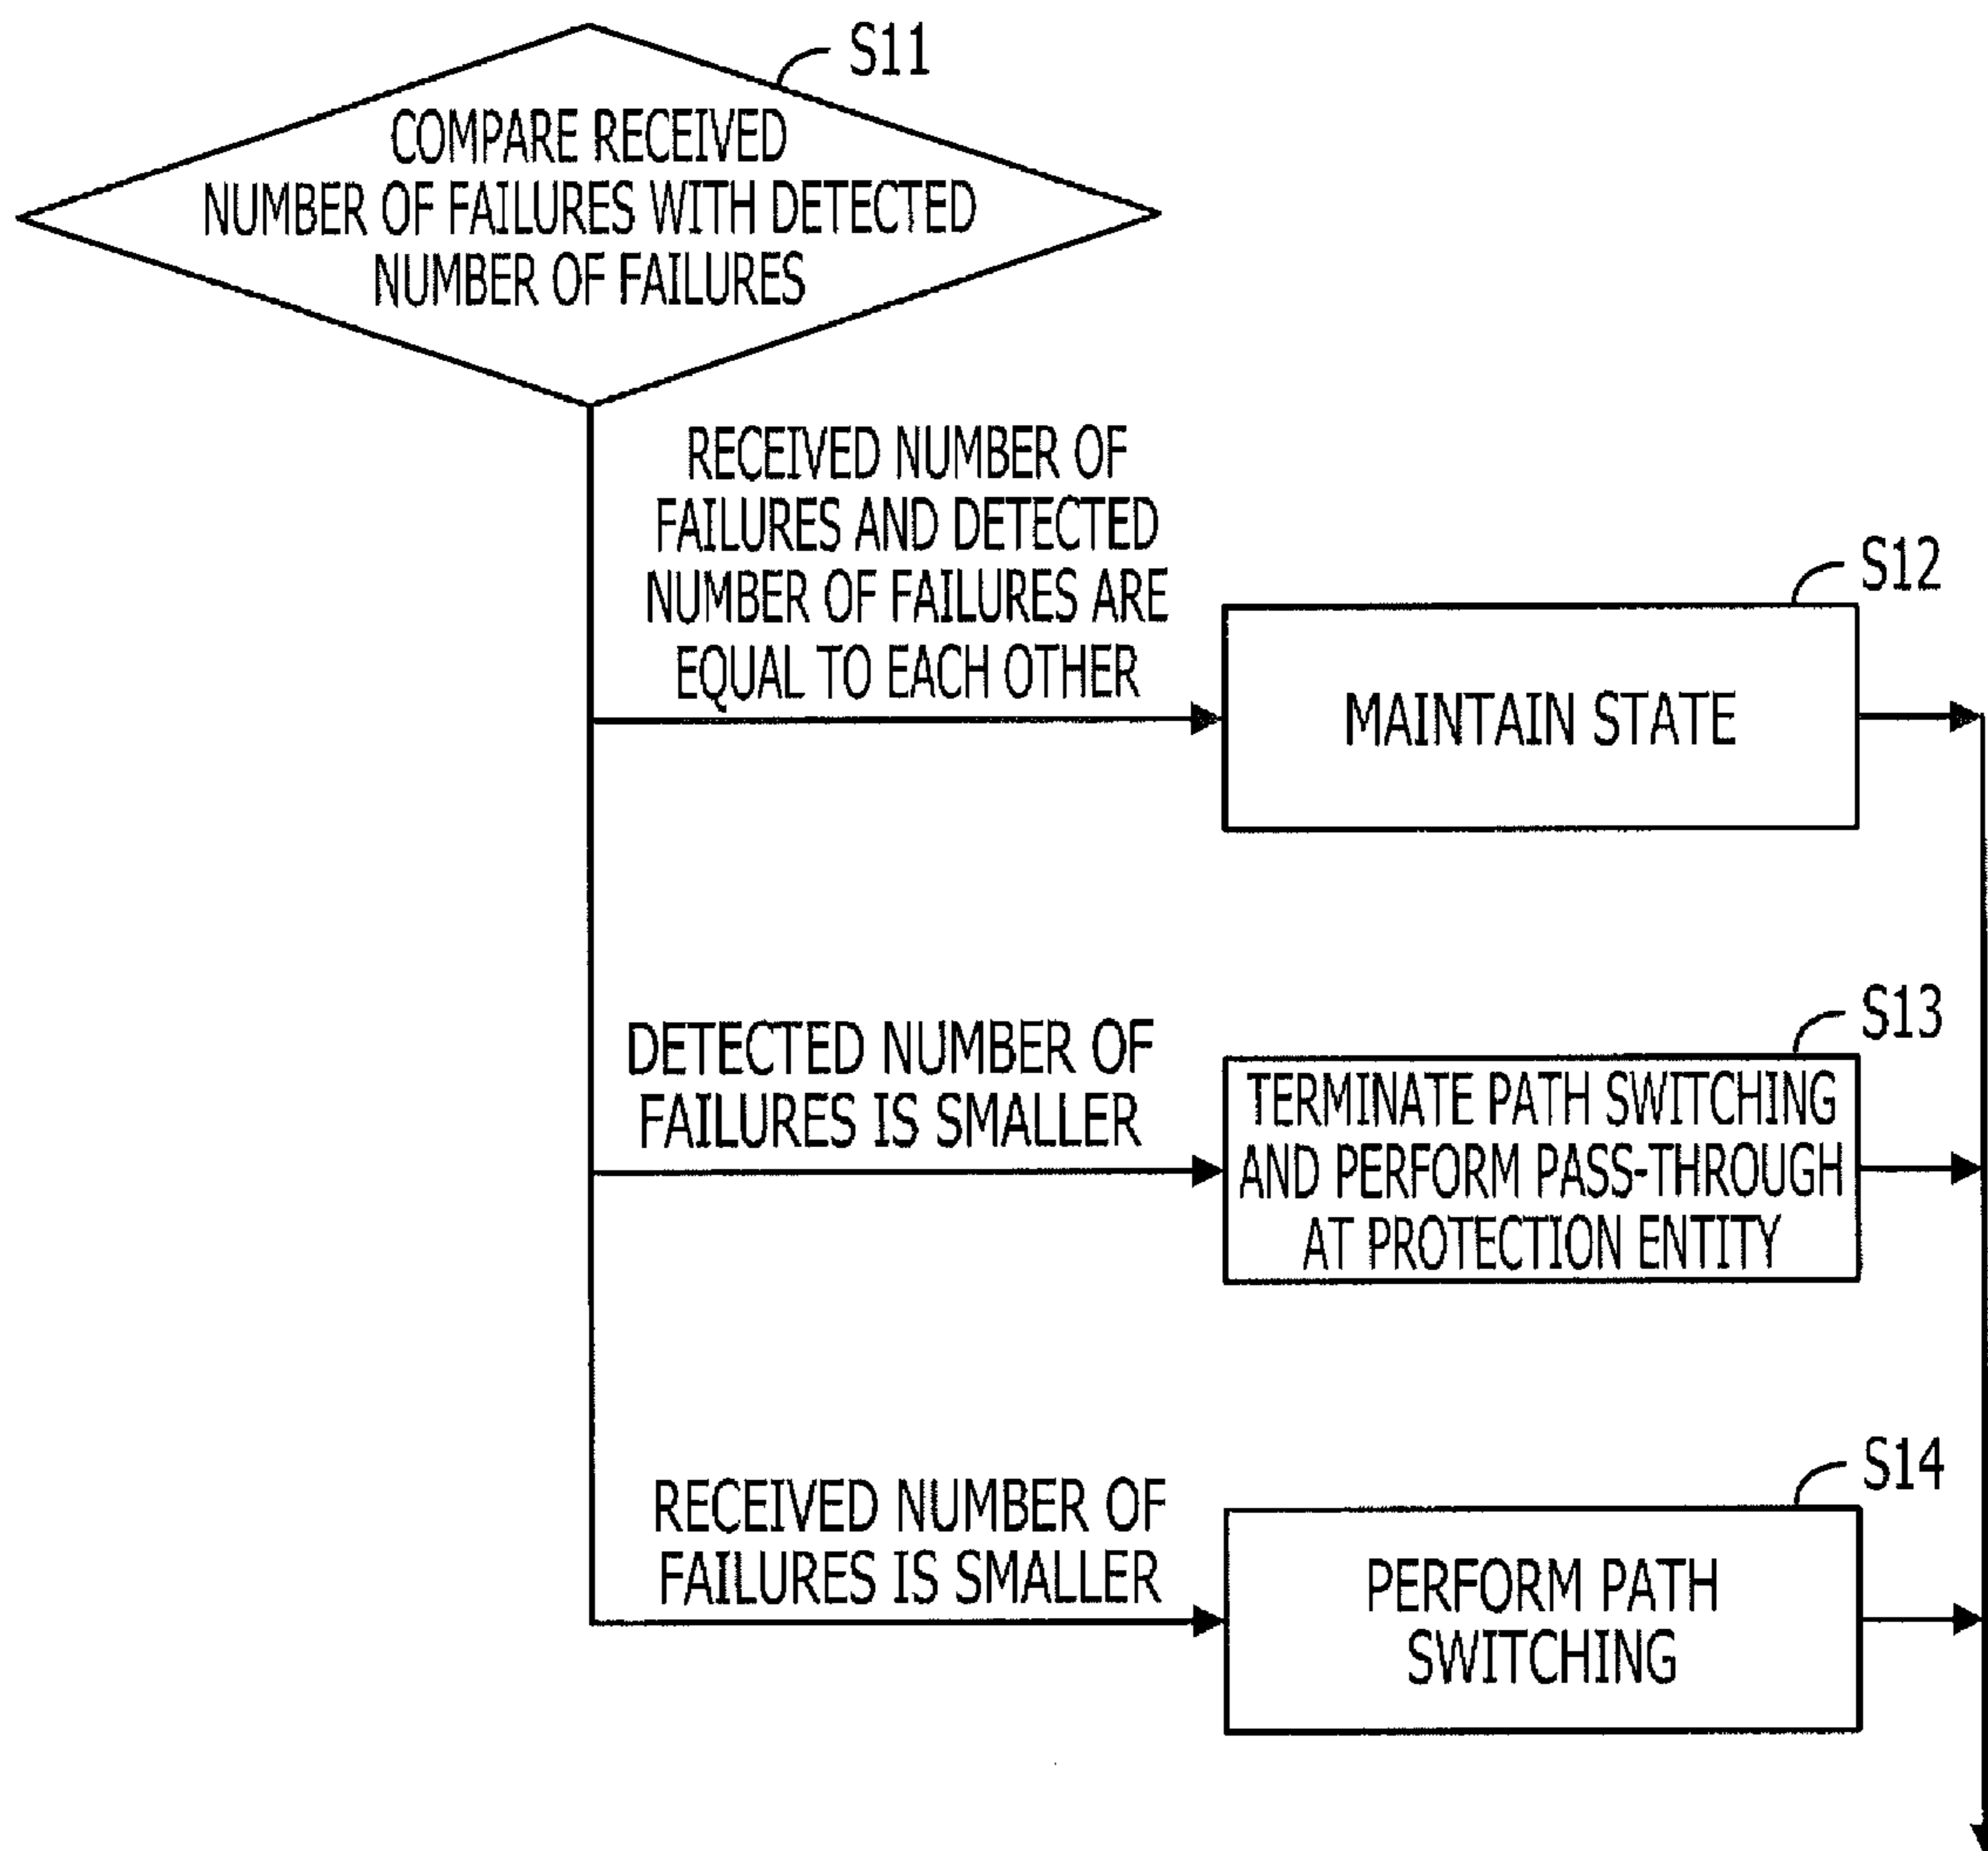 S11
COMPARE RECEIVED
NUMBER OF FAILURES WITH DETECTED
NUMBER OF FAILURES
RECEIVED NUMBER OF
FAILURES AND DETECTED
NUMBER OF FAILURES ARE
EQUAL TO EACH OTHER
S12
MAINTAIN STATE
DETECTED NUMBER OF
FAILURES IS SMALLER
S13
TERMINATE PATH SWITCHING
AND PERFORM PASS-THROUGH
AT PROTECTION ENTITY
RECEIVED NUMBER OF
FAILURES IS SMALLER
S14
PERFORM PATH
SWITCHING